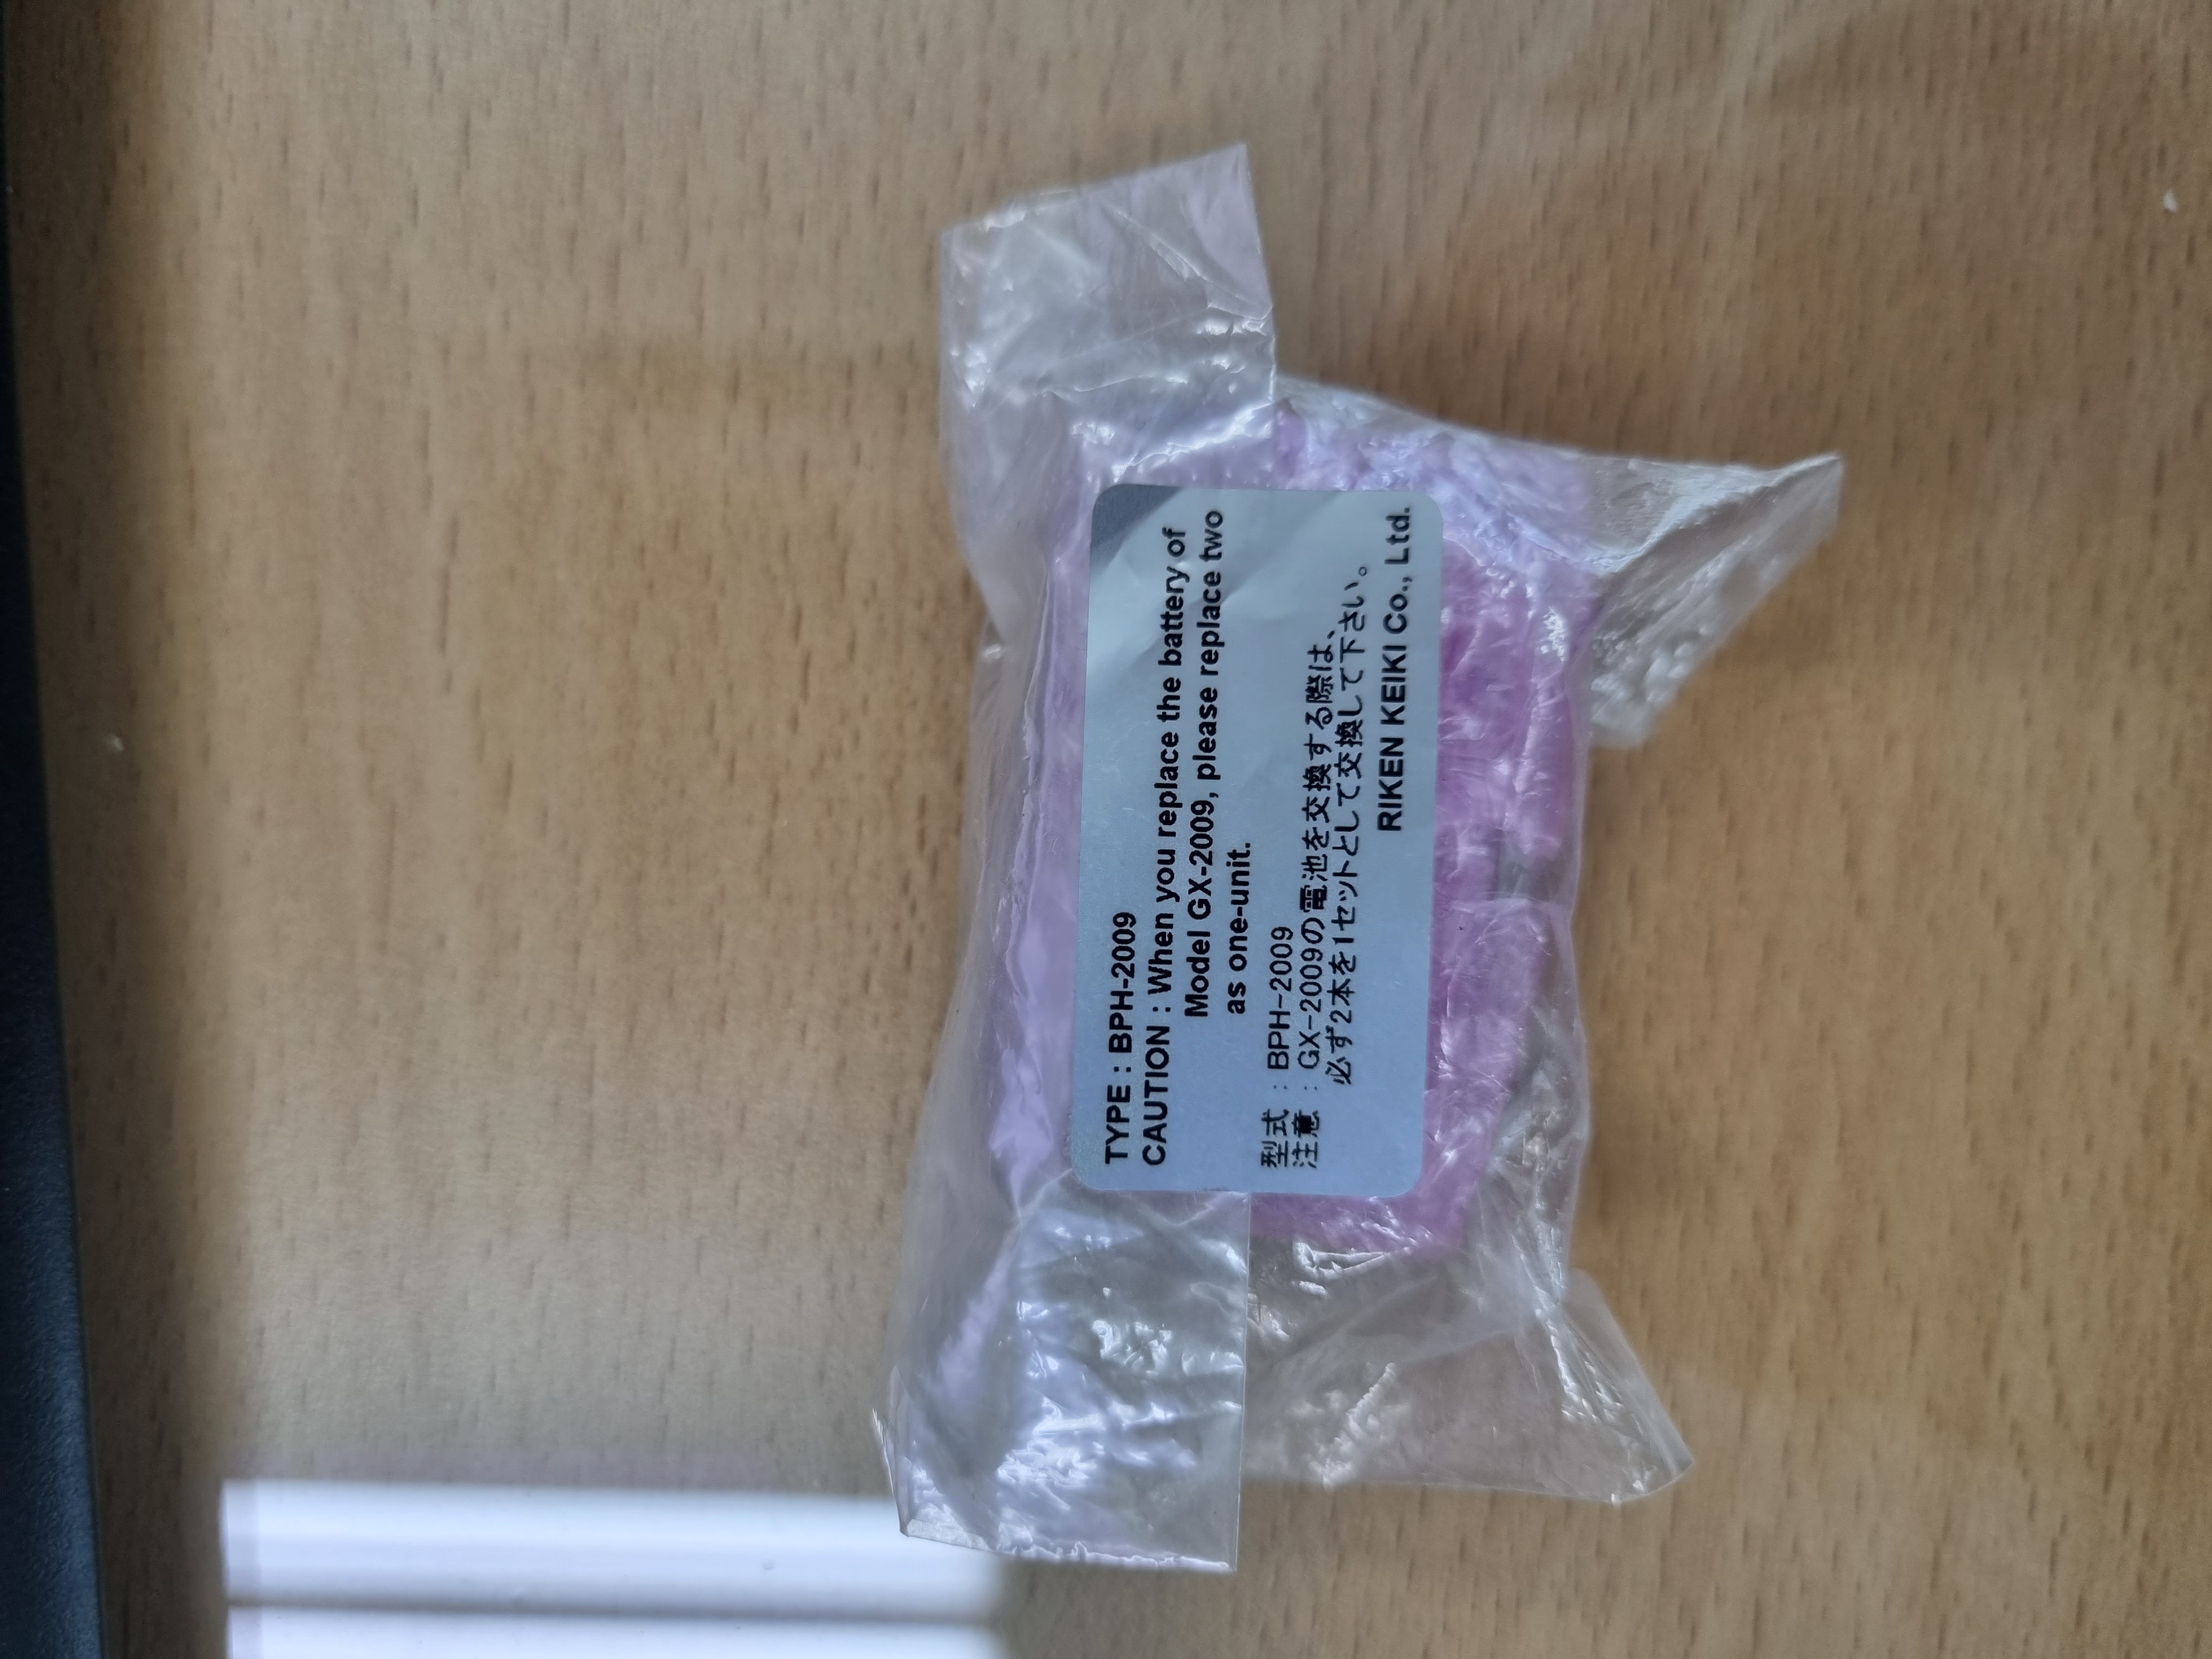 TYPE : BPH-2009
CAUTION : When you replace the battery of
Model GX-2009, please replace two
as one-unit.
型式 : BPH-2009
注意 : GX-2009の電池を交換する際は、
必ず2本を1セットとして交換して下さい。
RIKEN KEIKI Co., Ltd.